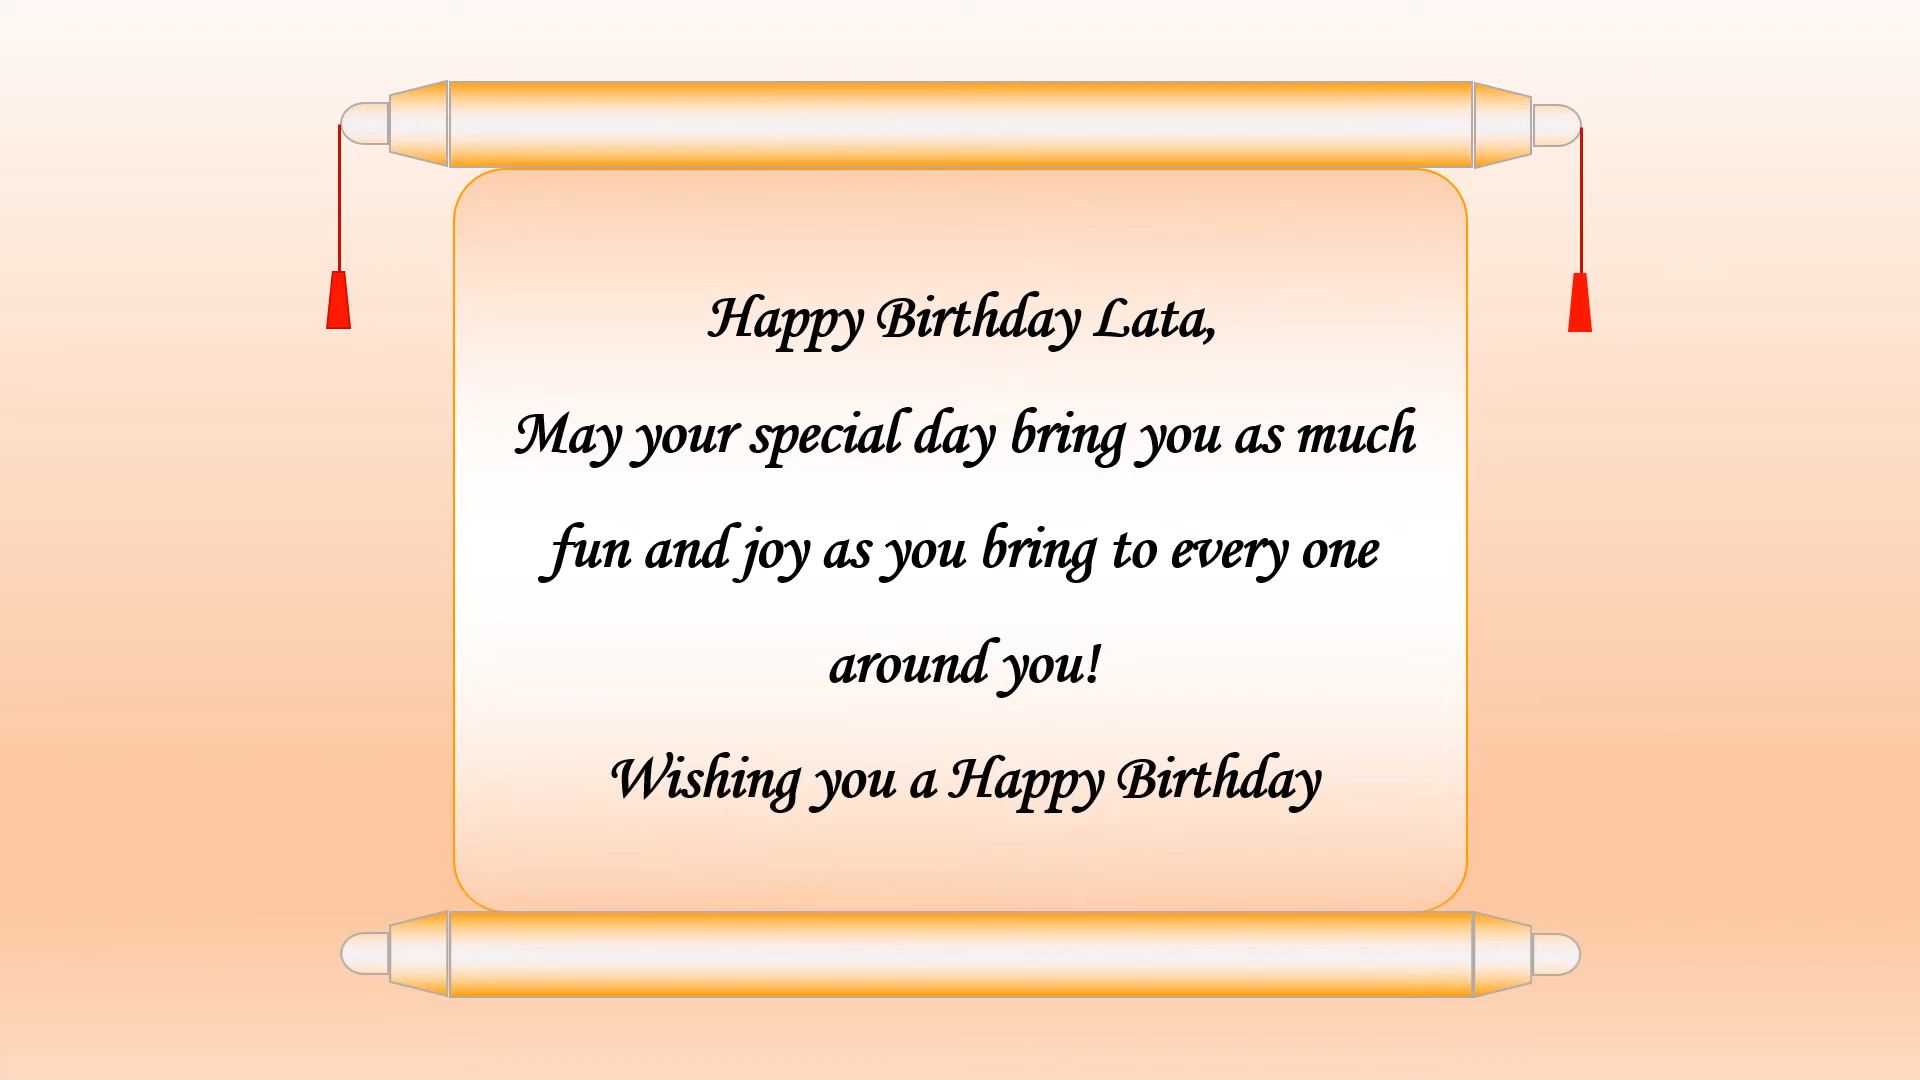 Happy Birthday Lata,
May your special day bring you as much
fun and joy as you bring to every one
around you!
Wishing you a Happy Birthday